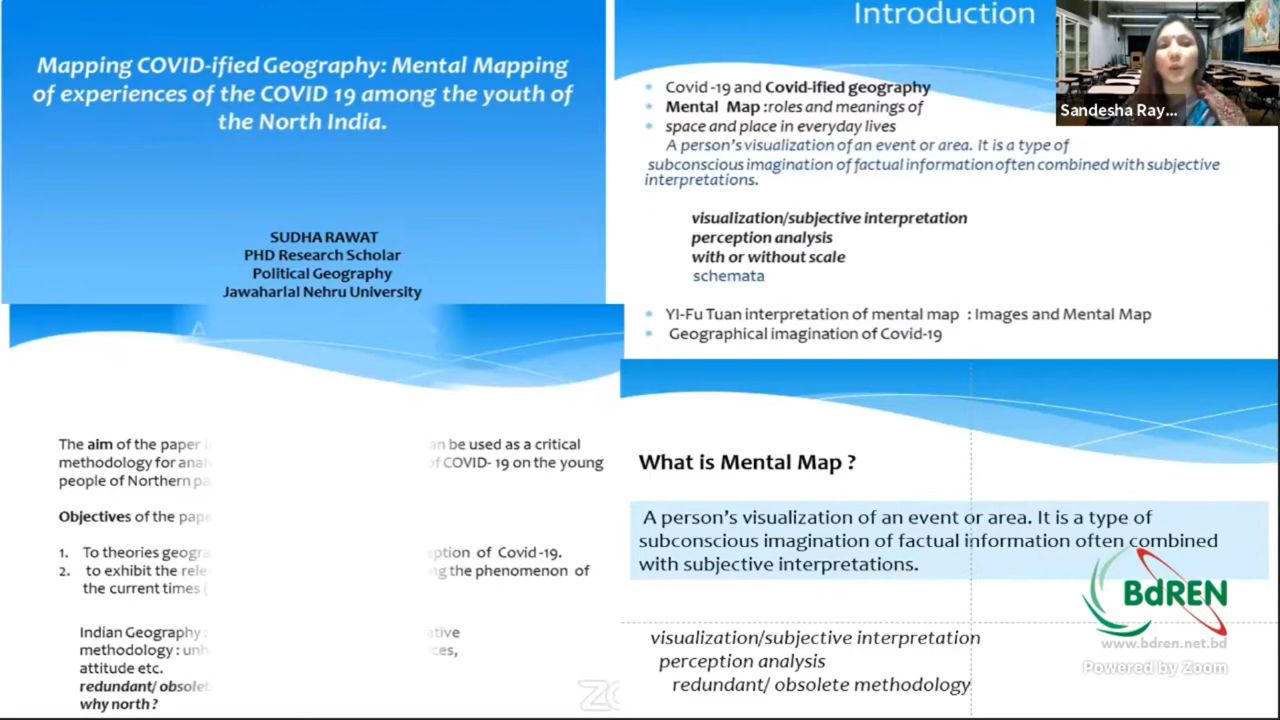 Mapping COVID-ified Geography: Mental Mapping
of experiences of the COVID 19 among the youth of
the North India.
SUDHA RAWAT
PHD Research Scholar
Political Geography
Jawaharlal Nehru University
Introduction
Covid -19 and Covid-ified geography
Mental Map :roles and meanings of
space and place in everyday lives
A person's visualization of an event or area. It is a type of
subconscious imagination of factual information often combined with subjective
interpretations.
visualization/subjective interpretation
perception analysis
with or without scale
schemata
YI-Fu Tuan interpretation of mental map : Images and Mental Map
Geographical imagination of Covid-19
Sandesha Ray...
The aim of the paper an be used as a critical
methodology for of COVID- 19 on the young
people of Northern
Objectives of the pape
1. To theories ption of Covid-19.
2. to exhibit the ng the phenomenon of
the current times (
Indian Geography : ative
methodology : ces,
attitude etc.
redundant/ obsolet
why north ?
What is Mental Map ?
A person's visualization of an event or area. It is a type of
subconscious imagination of factual information often combined
with subjective interpretations.
visualization/subjective interpretation
perception analysis
redundant/ obsolete methodology
BdREN
www.bdren.net.bd
Powered by Zoom